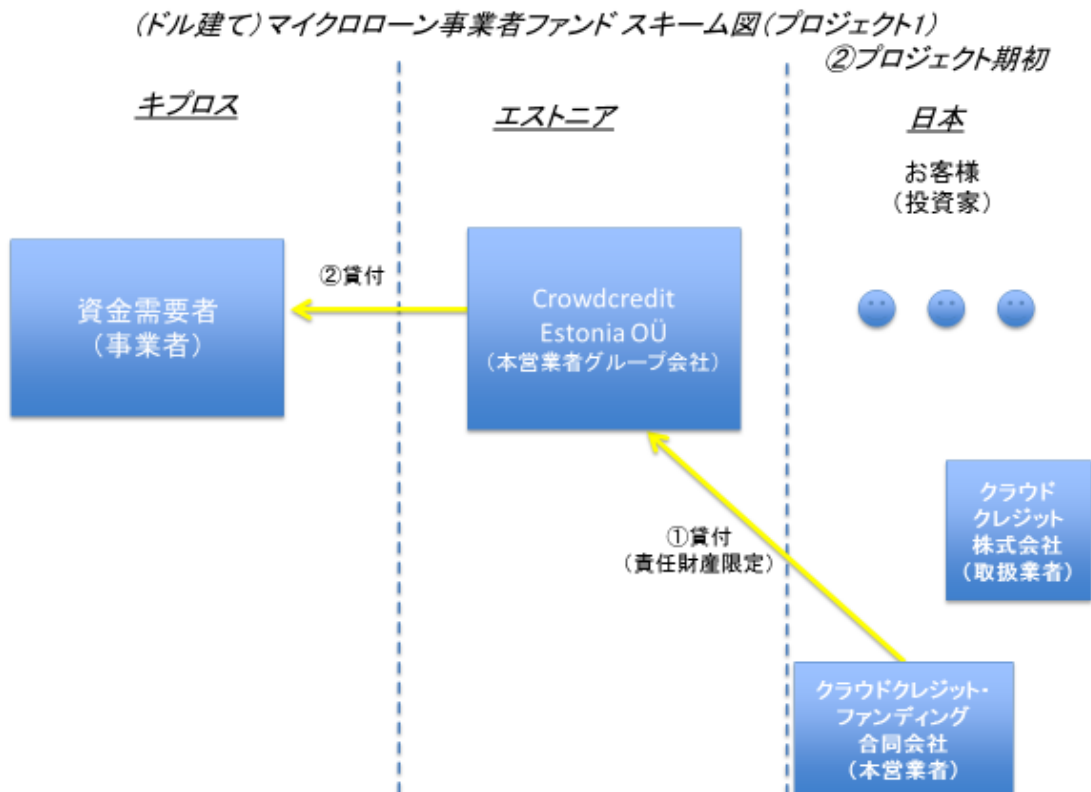 (ドル建て)マイクロローン事業者ファンド スキーム図(プロジェクト1)
②プロジェクト期初
キプロス
エストニア
日本
お客様
(投資家)
資金需要者
(事業者)
②貸付
Crowdcredit
Estonia OÜ
(本営業者グループ会社)
クラウド
クレジット
株式会社
(取扱業者)
①貸付
(責任財産限定)
クラウドクレジット・
ファンディング
合同会社
(本営業者)